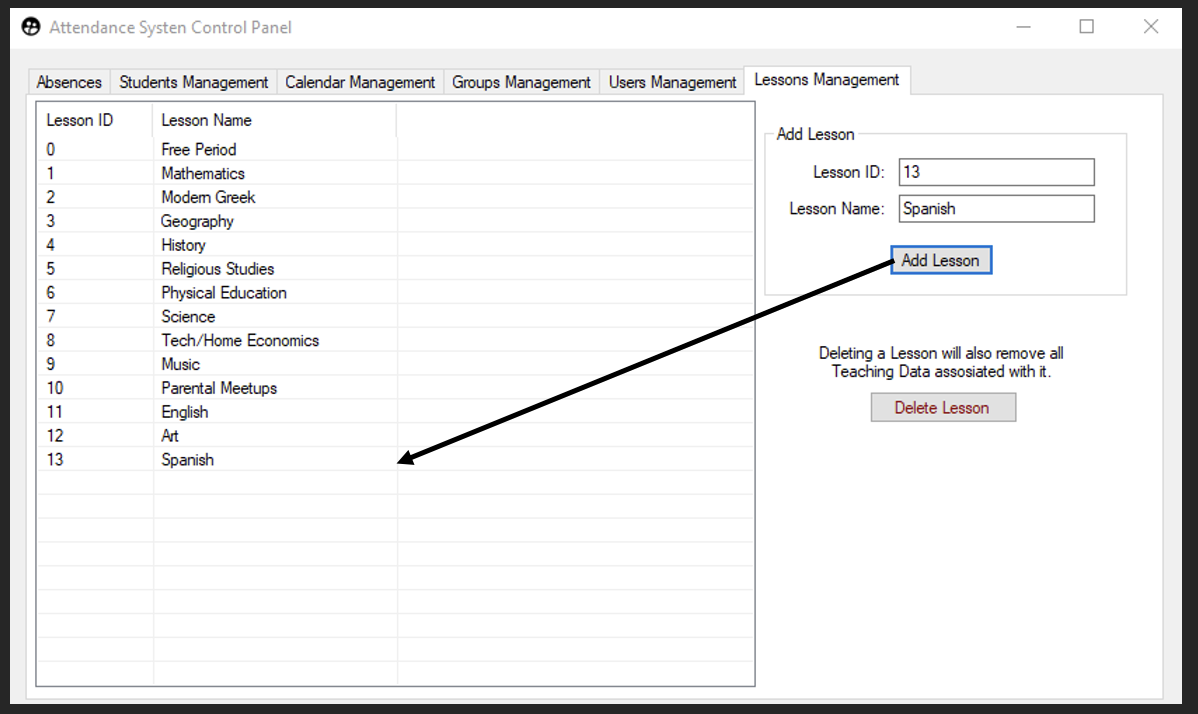 Attendance Systen Control Panel
Absences Students Management Calendar Management Groups Management Users Management Lessons Management
Lesson ID Lesson Name
0 Free Period
1 Mathematics
2 Modern Greek
3 Geography
4 History
5 Religious Studies
6 Physical Education
7 Science
8 Tech/Home Economics
9 Music
10 Parental Meetups
11 English
12 Art
13 Spanish
Add Lesson
Lesson ID: 13
Lesson Name: Spanish
Add Lesson
Deleting a Lesson will also remove all
Teaching Data assosiated with it.
Delete Lesson